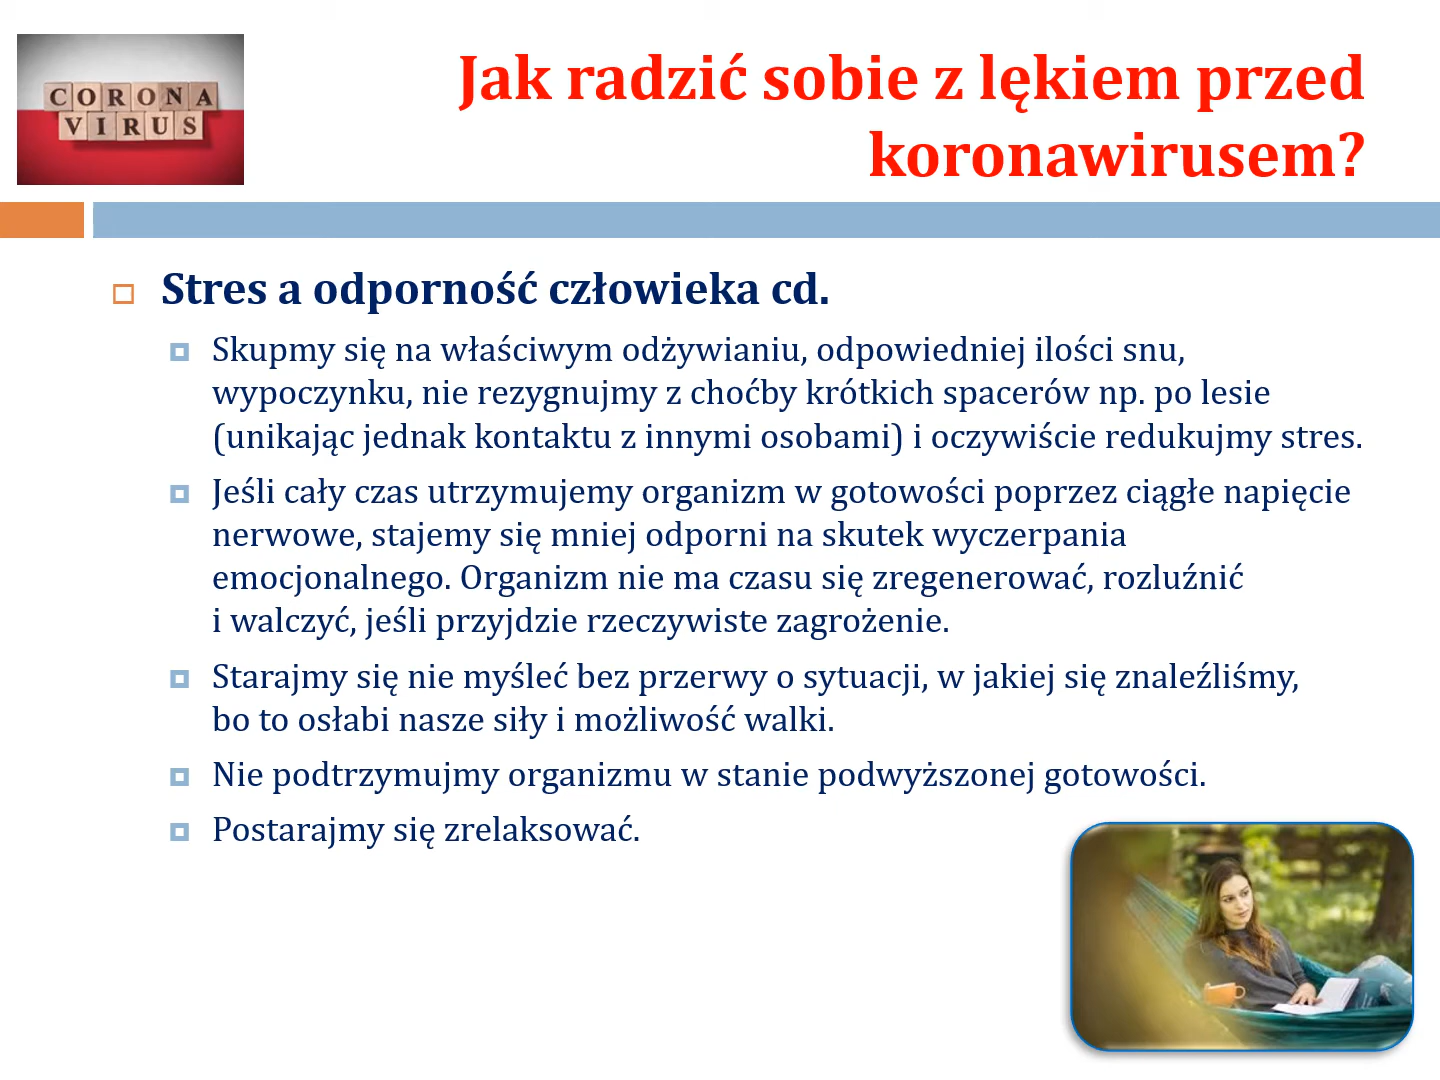 CORONA
VIRUS
Jak radzić sobie z lękiem przed
koronawirusem?
Stres a odporność człowieka cd.
Skupmy się na właściwym odżywianiu, odpowiedniej ilości snu,
wypoczynku, nie rezygnujmy z choćby krótkich spacerów np. po lesie
(unikając jednak kontaktu z innymi osobami) i oczywiście redukujmy stres.
Jeśli cały czas utrzymujemy organizm w gotowości poprzez ciągłe napięcie
nerwowe, stajemy się mniej odporni na skutek wyczerpania
emocjonalnego. Organizm nie ma czasu się zregenerować, rozluźnić
i walczyć, jeśli przyjdzie rzeczywiste zagrożenie.
Starajmy się nie myśleć bez przerwy o sytuacji, w jakiej się znaleźliśmy,
bo to osłabi nasze siły i możliwość walki.
Nie podtrzymujmy organizmu w stanie podwyższonej gotowości.
Postarajmy się zrelaksować.